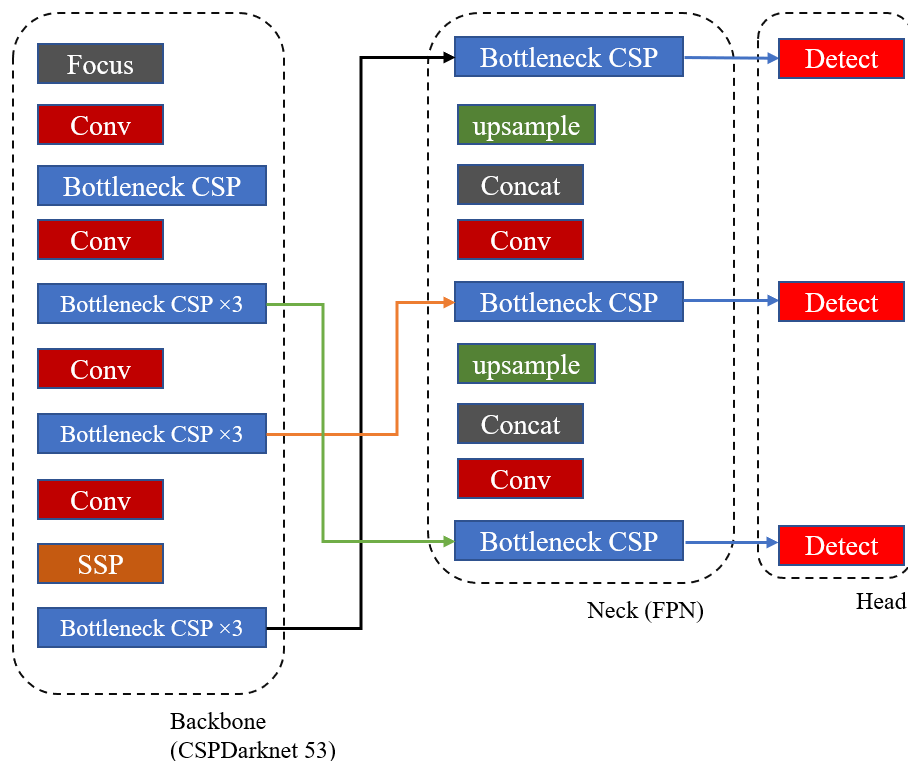 Focus
Conv
Bottleneck CSP
Conv
Bottleneck CSP ×3
Conv
Bottleneck CSP ×3
Conv
SSP
Bottleneck CSP ×3
Backbone
(CSPDarknet 53)
Bottleneck CSP
upsample
Concat
Conv
Bottleneck CSP
upsample
Concat
Conv
Bottleneck CSP
Neck (FPN)
Detect
Detect
Detect
Head